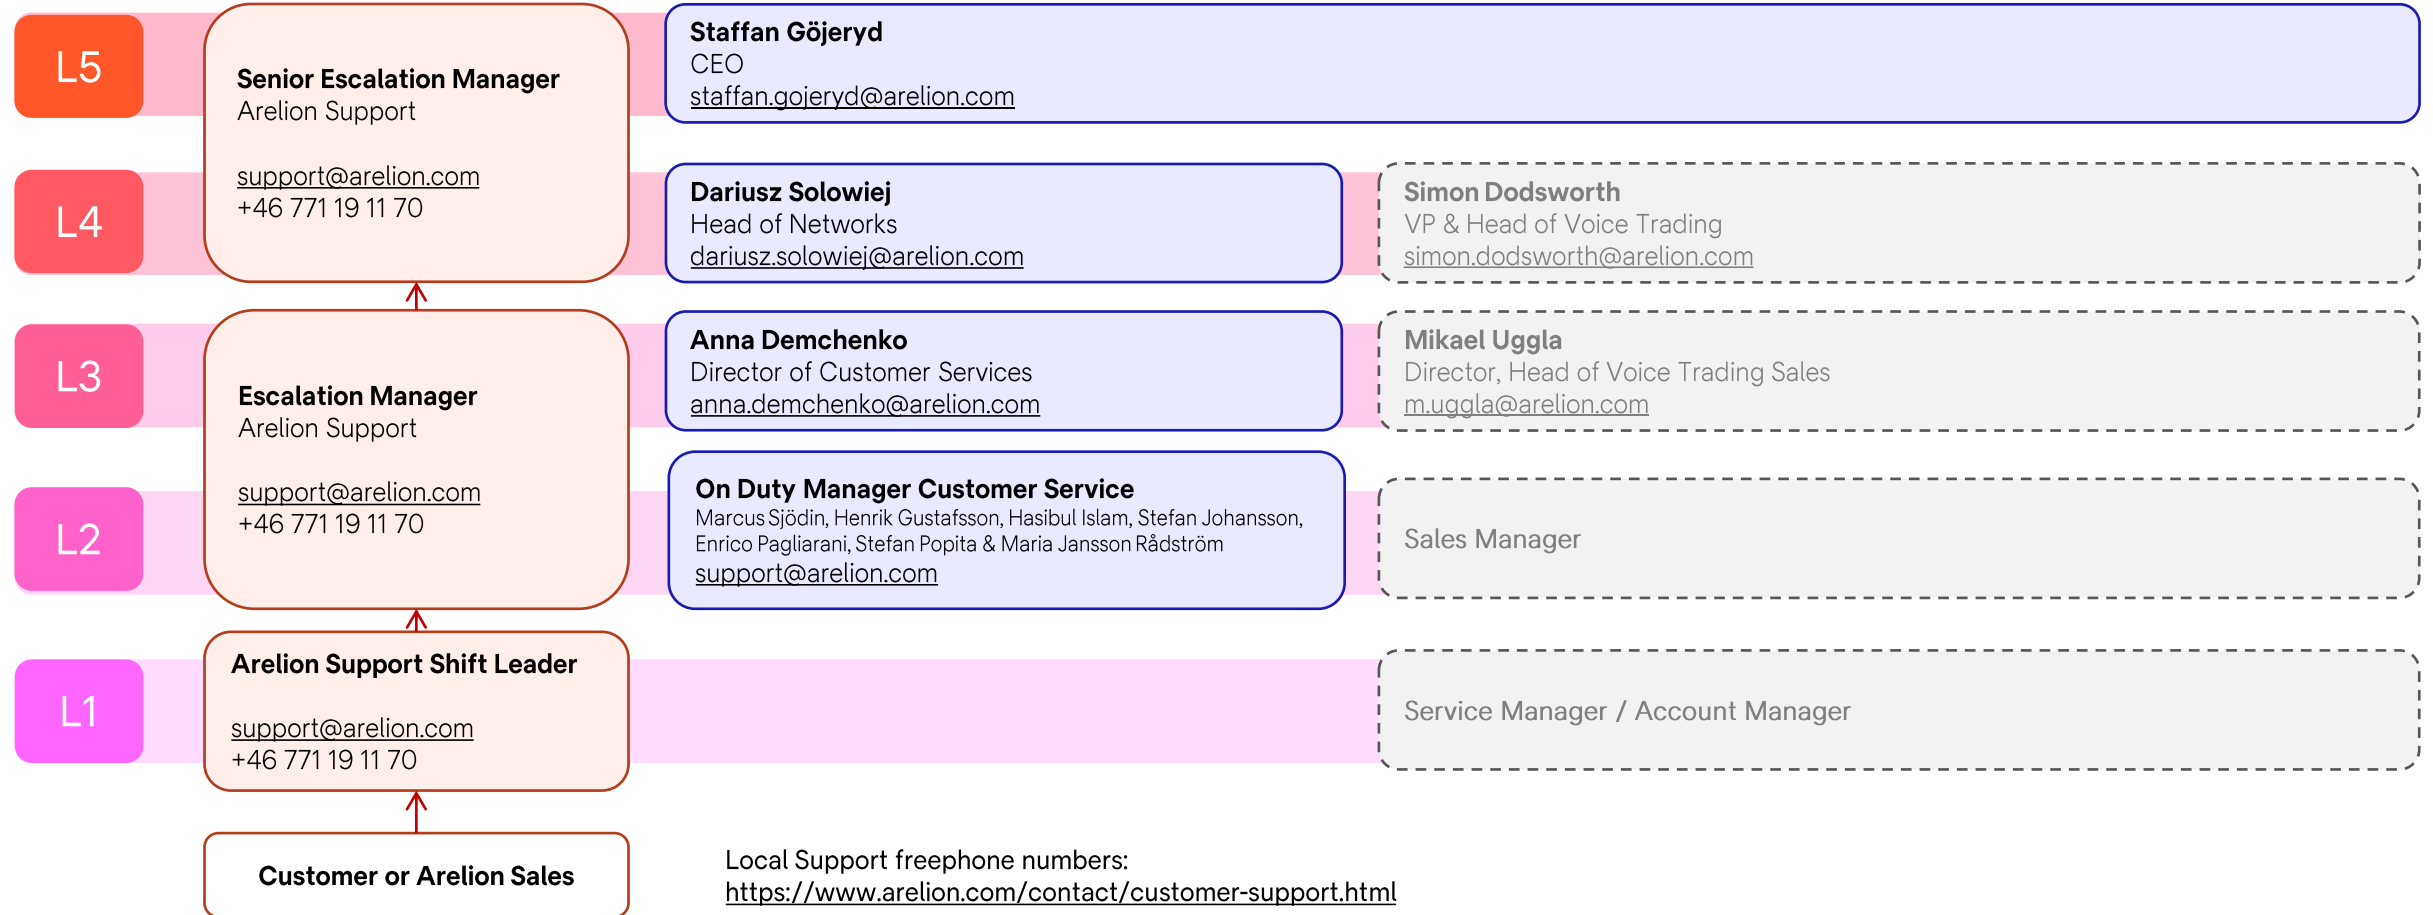 L5
Senior Escalation Manager
Arelion Support
support@arelion.com
+46 771 19 11 70
Staffan Göjeryd
CEO
staffan.gojeryd@arelion.com
L4
Dariusz Solowiej
Head of Networks
dariusz.solowiej@arelion.com
Simon Dodsworth
VP & Head of Voice Trading
simon.dodsworth@arelion.com
L3
Escalation Manager
Arelion Support
support@arelion.com
+46 771 19 11 70
Anna Demchenko
Director of Customer Services
anna.demchenko@arelion.com
Mikael Uggla
Director, Head of Voice Trading Sales
m.uggla@arelion.com
L2
On Duty Manager Customer Service
Marcus Sjödin, Henrik Gustafsson, Hasibul Islam, Stefan Johansson,
Enrico Pagliarani, Stefan Popita & Maria Jansson Rådström
support@arelion.com
Sales Manager
L1
Arelion Support Shift Leader
support@arelion.com
+46 771 19 11 70
Service Manager / Account Manager
Customer or Arelion Sales
Local Support freephone numbers:
https://www.arelion.com/contact/customer-support.html